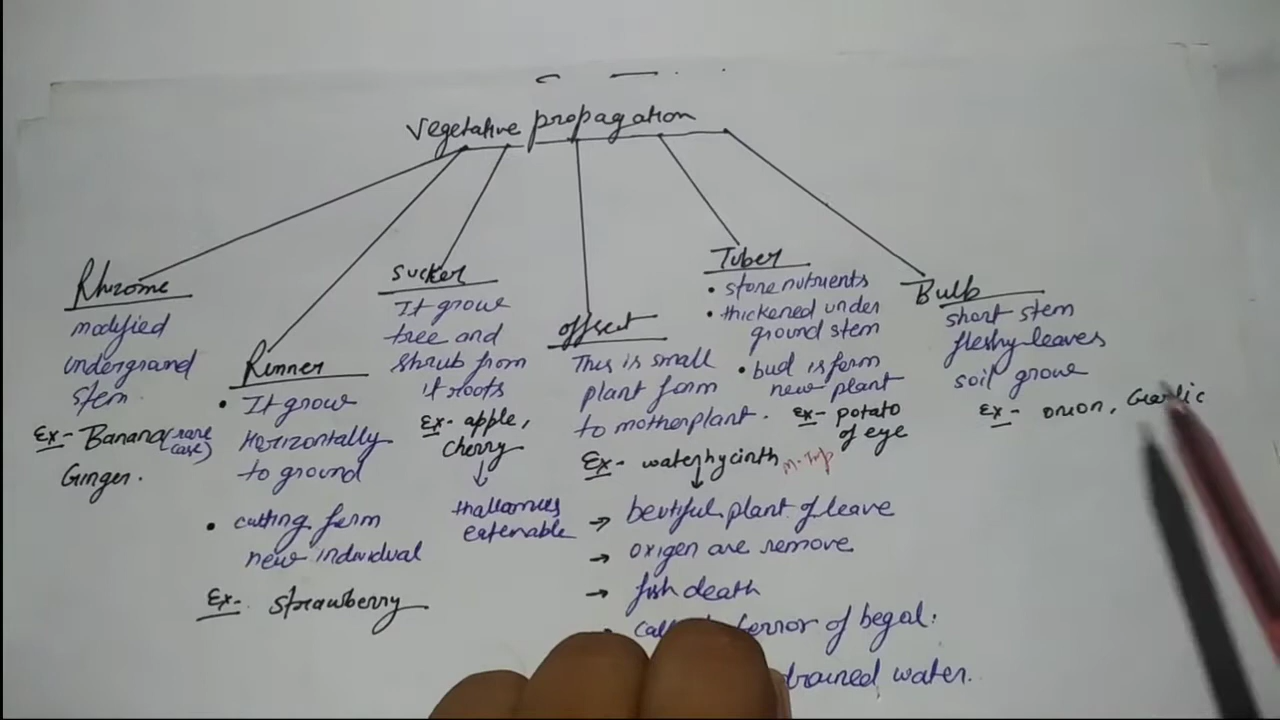 Vegetative propagation
Rhizome
modified
underground
stem.
Ex- Banana (rare case)
Ginger.
Runner
• It grow
Horizontally
to ground
• cutting form
new individual
Ex- strawberry
Sucker
It grow
tree and
shrub from
it roots
Ex- apple,
cherry
↓
thallamus
eatenable
offset
This is small
plant form
to motherplant.
Ex- waterhycinth M. Imp
→ beutiful plant of leave
→ oxigen are remove
→ fish death
terror of begal.
drained water.
Tuber
• store nutrients
• thickened under
ground stem
• bud is form
new plant
Ex- potato
of eye
Bulb
short stem
fleshy leaves
soil grow
Ex- onion, Garlic